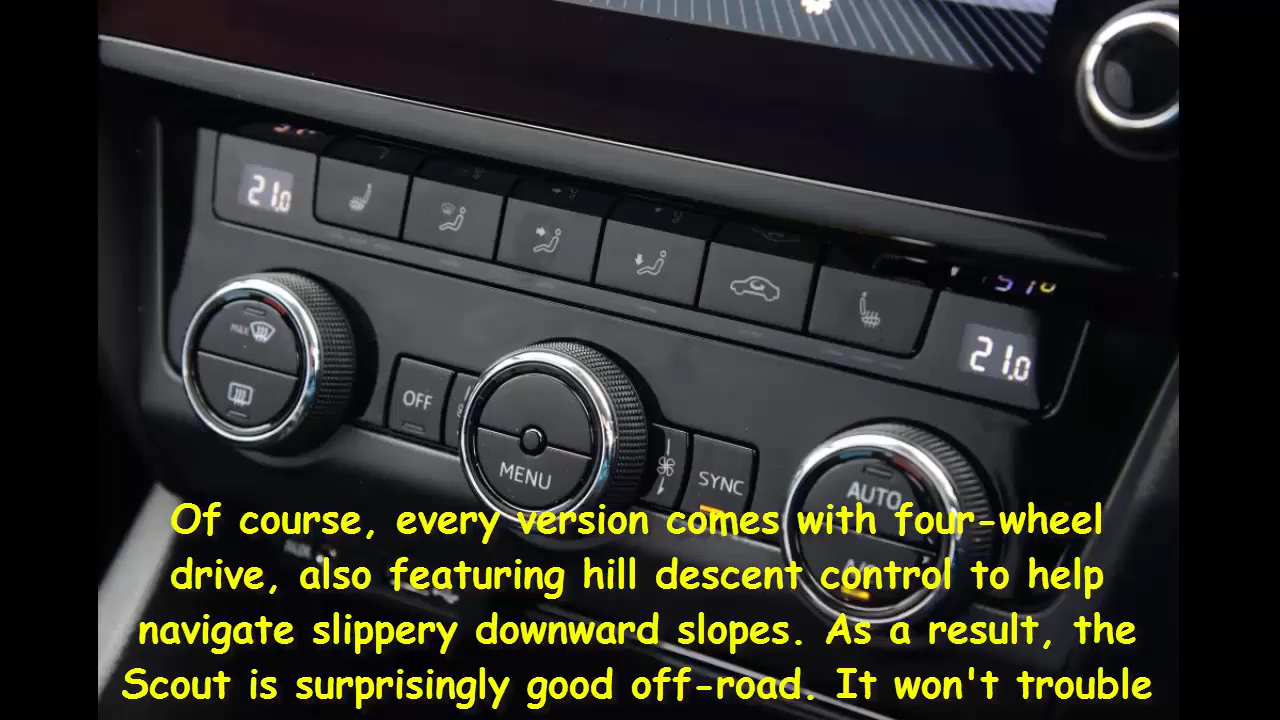 21.0
21.0
MAX
OFF
MENU
SYNC
AUTO
Of course, every version comes with four-wheel
drive, also featuring hill descent control to help
navigate slippery downward slopes. As a result, the
Scout is surprisingly good off-road. It won't trouble